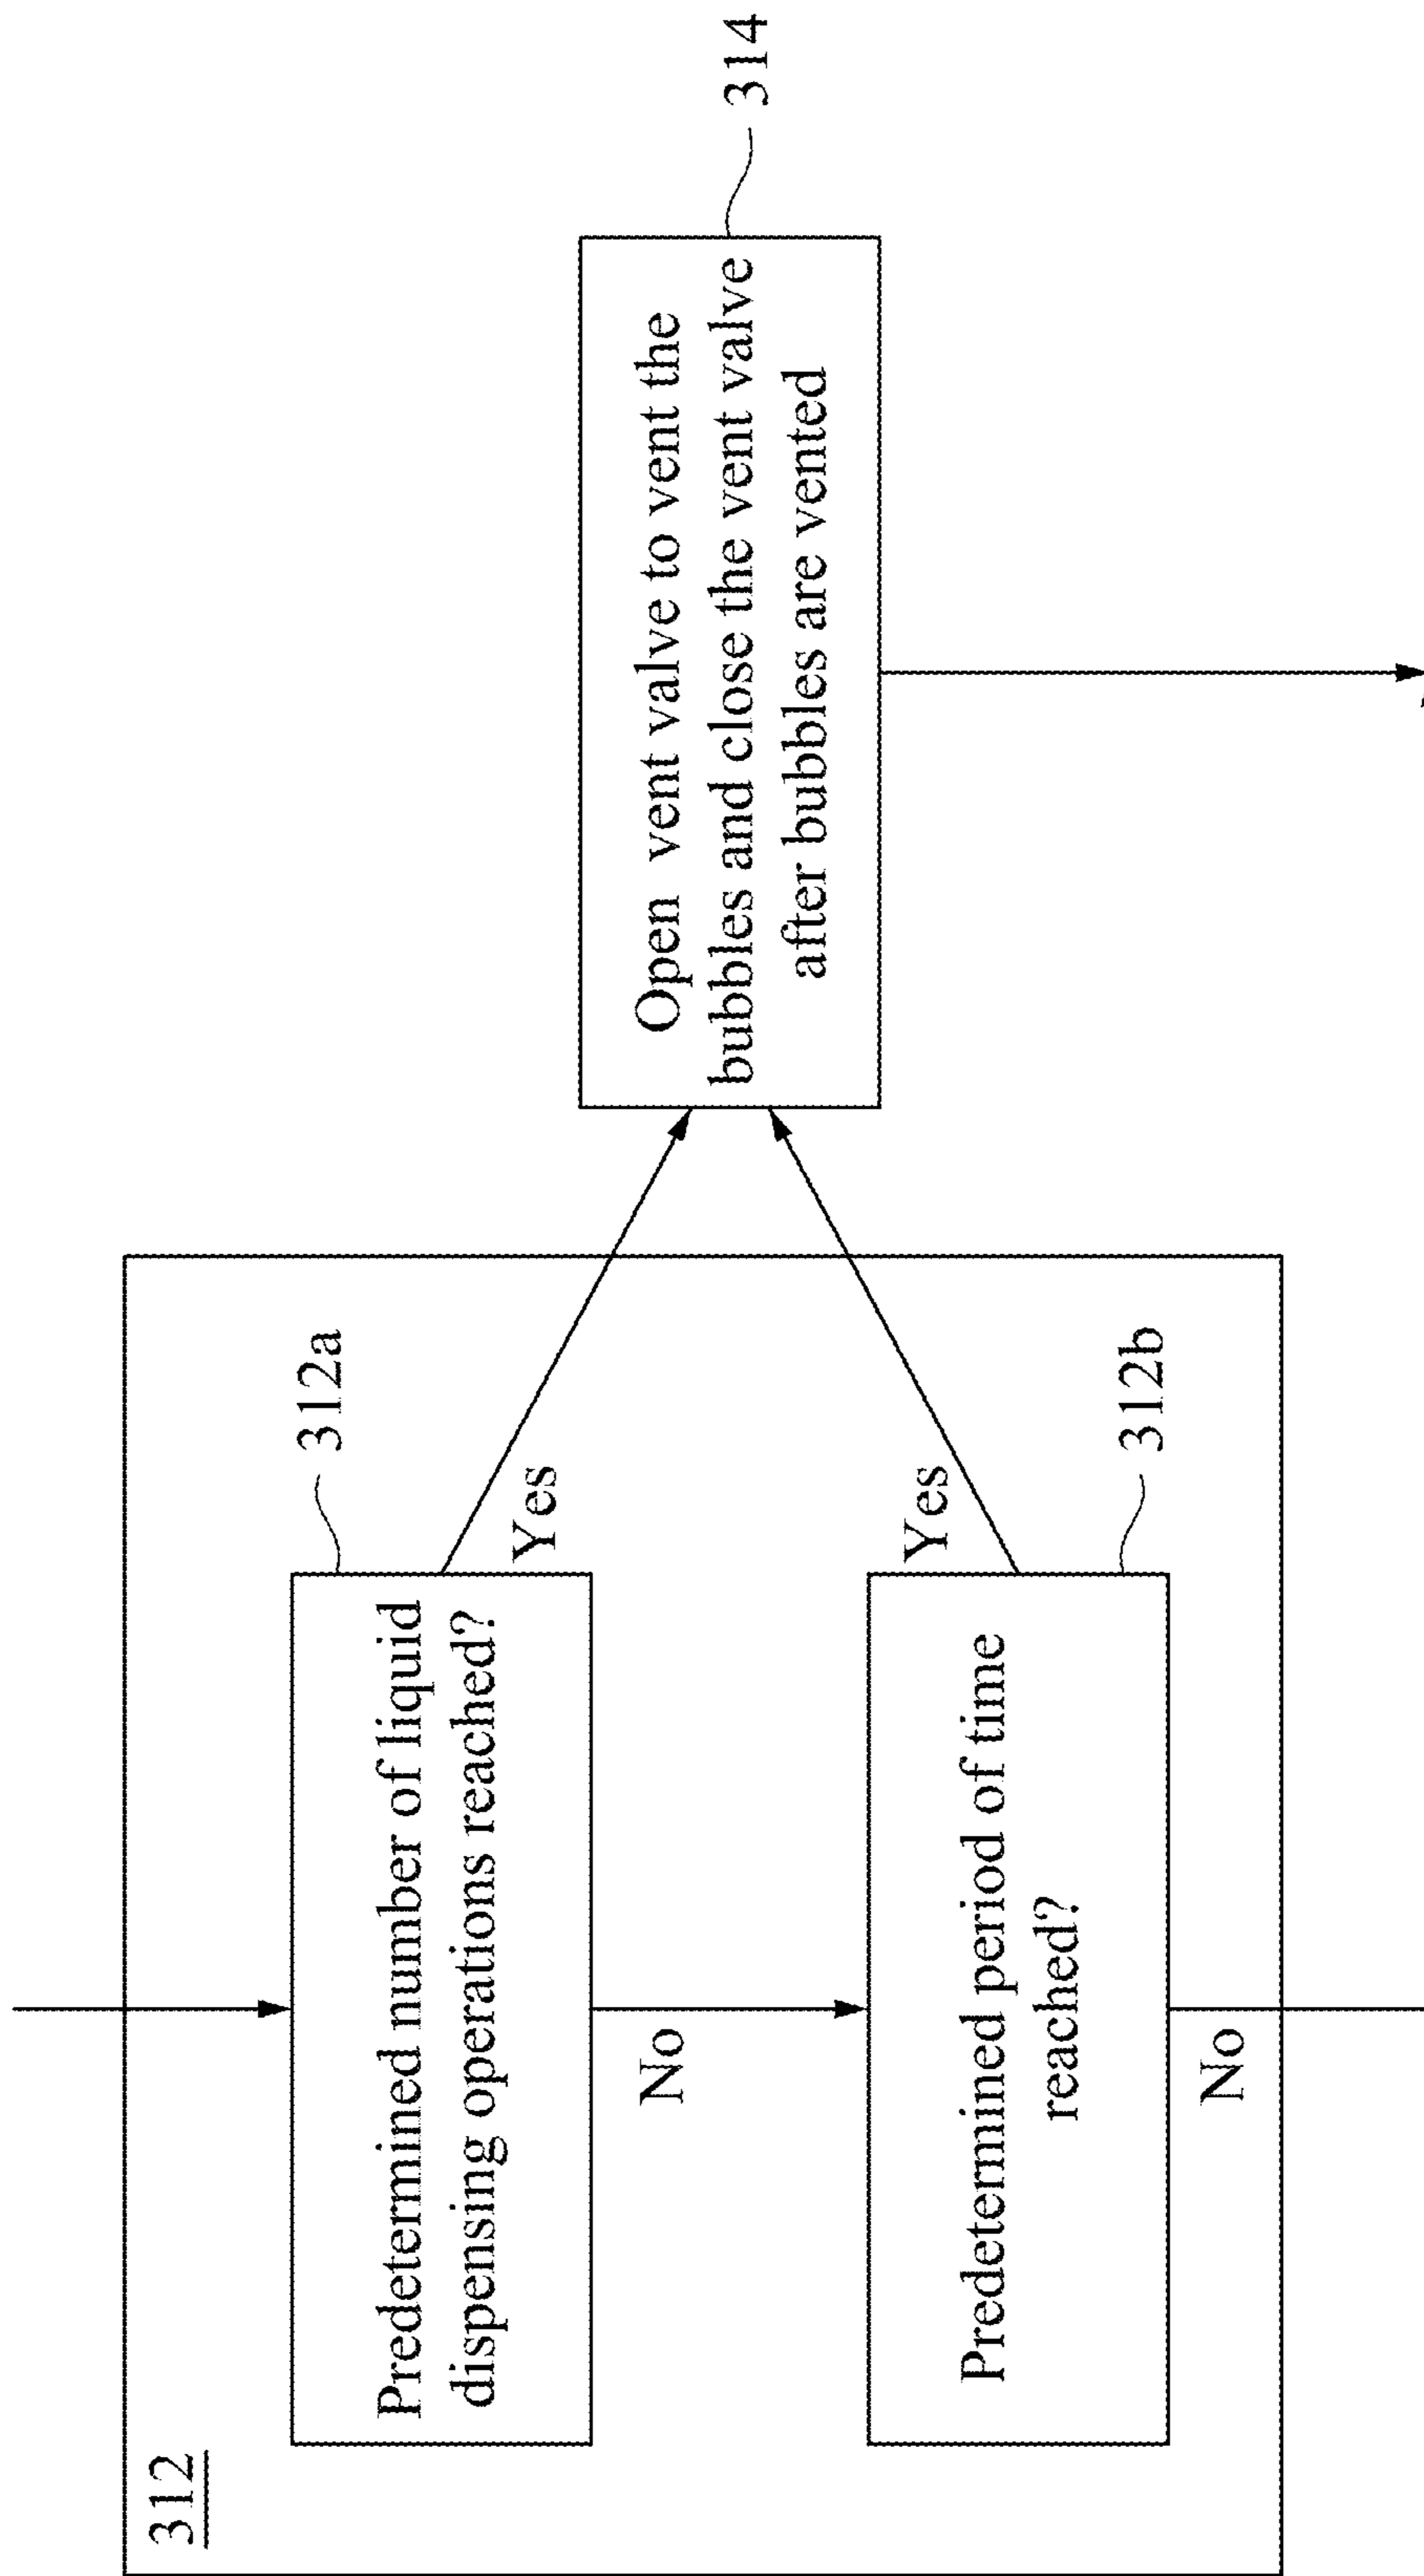 312
312a
Predetermined number of liquid
dispensing operations reached?
Yes
No
312b
Predetermined period of time
reached?
Yes
No
314
Open vent valve to vent the
bubbles and close the vent valve
after bubbles are vented